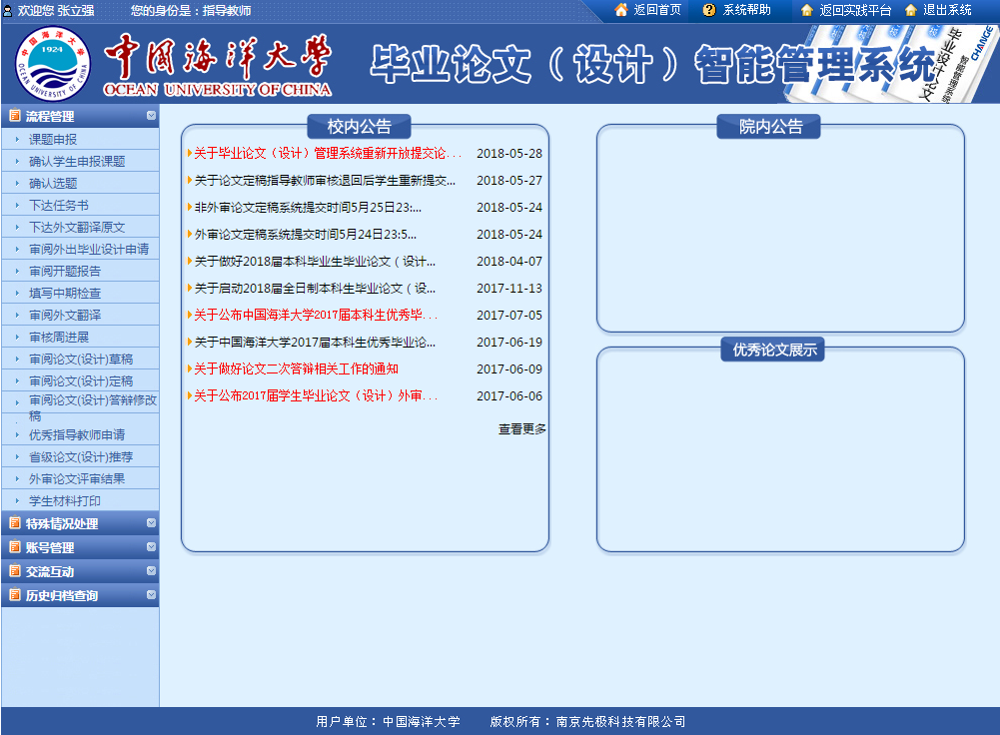 欢迎您 张立强 您的身份是：指导教师
返回首页 系统帮助 返回实践平台 退出系统
中国海洋大学
1924
OCEAN UNIVERSITY OF CHINA
中国海洋大学
OCEAN UNIVERSITY OF CHINA
毕业论文（设计）智能管理系统
毕业设计论文
智能管理系统
CHANGE
流程管理
课题申报
确认学生申报课题
确认选题
下达任务书
下达外文翻译原文
审阅外出毕业设计申请
审阅开题报告
填写中期检查
审阅外文翻译
审核周进展
审阅论文(设计)草稿
审阅论文(设计)定稿
审阅论文(设计)答辩修改
稿
优秀指导教师申请
省级论文(设计)推荐
外审论文评审结果
学生材料打印
特殊情况处理
账号管理
交流互动
历史归档查询
校内公告
关于毕业论文（设计）管理系统重新开放提交论... 2018-05-28
关于论文定稿指导教师审核退回后学生重新提交... 2018-05-27
非外审论文定稿系统提交时间5月25日23:... 2018-05-24
外审论文定稿系统提交时间5月24日23:5... 2018-05-24
关于做好2018届本科毕业生毕业论文（设计... 2018-04-07
关于启动2018届全日制本科生毕业论文（设... 2017-11-13
关于公布中国海洋大学2017届本科生优秀毕... 2017-07-05
关于中国海洋大学2017届本科生优秀毕业论... 2017-06-19
关于做好论文二次答辩相关工作的通知 2017-06-09
关于公布2017届学生毕业论文（设计）外审... 2017-06-06
查看更多
院内公告
优秀论文展示
用户单位：中国海洋大学 版权所有：南京先极科技有限公司